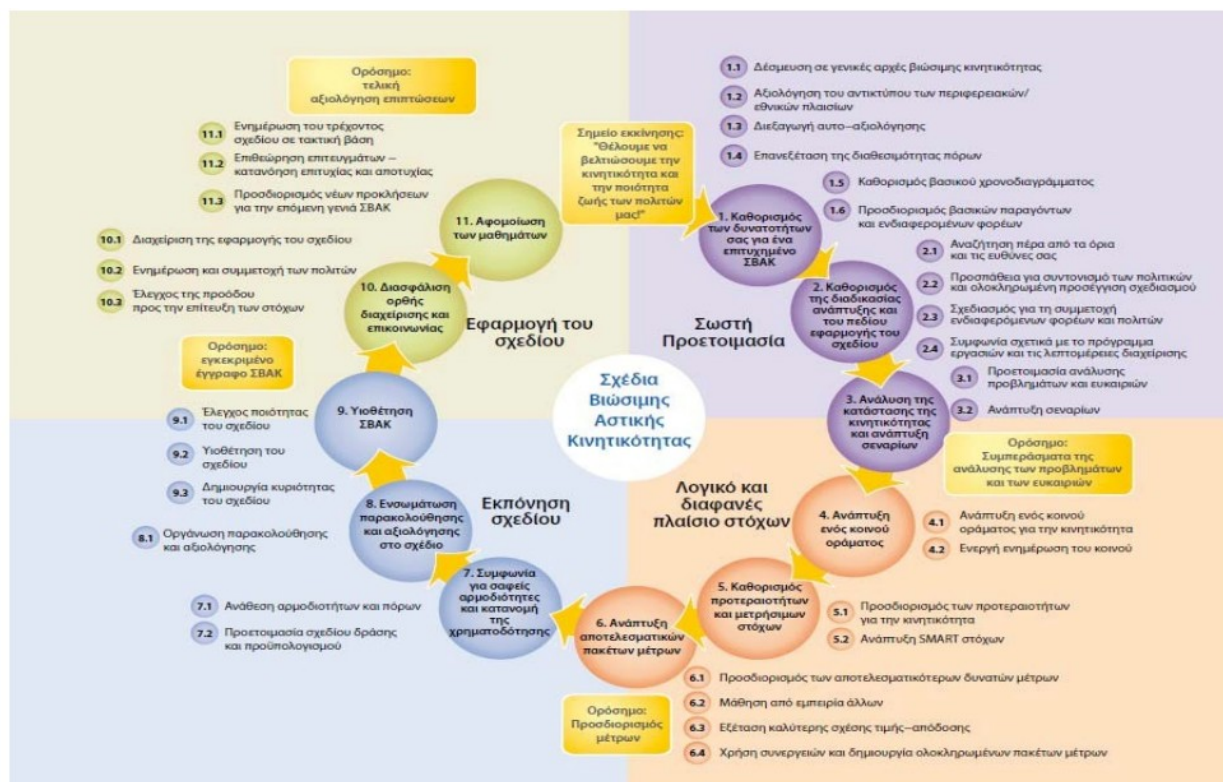 Ορόσημο:
τελική
αξιολόγηση επιπτώσεων
11.1 Ενημέρωση του τρέχοντος
σχεδίου σε τακτική βάση
11.2 Επιθεώρηση επιτευγμάτων –
κατανόηση επιτυχίας και αποτυχίας
11.3 Προσδιορισμός νέων προκλήσεων
για την επόμενη γενιά ΣΒΑΚ
10.1 Διαχείριση της εφαρμογής του σχεδίου
10.2 Ενημέρωση και συμμετοχή των πολιτών
10.3 Έλεγχος της προόδου
προς την επίτευξη των στόχων
11. Αφομοίωση
των μαθημάτων
10. Διασφάλιση
ορθής
διαχείρισης και
επικοινωνίας
Εφαρμογή του
σχεδίου
Ορόσημο:
εγκεκριμένο
έγγραφο ΣΒΑΚ
Σημείο εκκίνησης:
"Θέλουμε να
βελτιώσουμε την
κινητικότητα και
την ποιότητα
ζωής των πολιτών
μας!"
1.1 Δέσμευση σε γενικές αρχές βιώσιμης κινητικότητας
1.2 Αξιολόγηση του αντικτύπου των περιφερειακών/
εθνικών πλαισίων
1.3 Διεξαγωγή αυτο–αξιολόγησης
1.4 Επανεξέταση της διαθεσιμότητας πόρων
1.5 Καθορισμός βασικού χρονοδιαγράμματος
1.6 Προσδιορισμός βασικών παραγόντων
και ενδιαφερομένων φορέων
1. Καθορισμός
των δυνατοτήτων
σας για ένα
επιτυχημένο
ΣΒΑΚ
2.1 Αναζήτηση πέρα από τα όρια
και τις ευθύνες σας
2.2 Προσπάθεια για συντονισμό των πολιτικών
και ολοκληρωμένη προσέγγιση σχεδιασμού
2.3 Σχεδιασμός για τη συμμετοχή
ενδιαφερόμενων φορέων και πολιτών
2.4 Συμφωνία σχετικά με το πρόγραμμα
εργασιών και τις λεπτομέρειες διαχείρισης
2. Καθορισμός
της διαδικασίας
ανάπτυξης και
του πεδίου
εφαρμογής του
σχεδίου
Σωστή
Προετοιμασία
3.1 Προετοιμασία ανάλυσης
προβλημάτων και ευκαιριών
3.2 Ανάπτυξη σεναρίων
3. Ανάλυση της
κατάστασης της
κινητικότητας
και ανάπτυξη
σεναρίων
Σχέδια
Βιώσιμης
Αστικής
Κινητικότητας
Ορόσημο:
Συμπεράσματα της
ανάλυσης των προβλημάτων
και των ευκαιριών
Λογικό και
διαφανές
πλαίσιο στόχων
4. Ανάπτυξη
ενός κοινού
οράματος
4.1 Ανάπτυξη ενός κοινού
οράματος για την κινητικότητα
4.2 Ενεργή ενημέρωση του κοινού
5. Καθορισμός
προτεραιοτήτων
και μετρήσιμων
στόχων
5.1 Προσδιορισμός των προτεραιοτήτων
για την κινητικότητα
5.2 Ανάπτυξη SMART στόχων
6. Ανάπτυξη
αποτελεσματικών
πακέτων μέτρων
6.1 Προσδιορισμός των αποτελεσματικότερων δυνατών μέτρων
6.2 Μάθηση από εμπειρία άλλων
6.3 Εξέταση καλύτερης σχέσης τιμής–απόδοσης
6.4 Χρήση συνεργειών και δημιουργία ολοκληρωμένων πακέτων μέτρων
Ορόσημο:
Προσδιορισμός
μέτρων
Εκπόνηση
σχεδίου
9. Υιοθέτηση
ΣΒΑΚ
9.1 Έλεγχος ποιότητας
του σχεδίου
9.2 Υιοθέτηση του
σχεδίου
9.3 Δημιουργία κυριότητας
του σχεδίου
8. Ενσωμάτωση
παρακολούθησης
και αξιολόγησης
στο σχέδιο
8.1 Οργάνωση παρακολούθησης
και αξιολόγησης
7. Συμφωνία
για σαφείς
αρμοδιότητες
και κατανομή
της
χρηματοδότησης
7.1 Ανάθεση αρμοδιοτήτων και πόρων
7.2 Προετοιμασία σχεδίου δράσης
και προϋπολογισμού